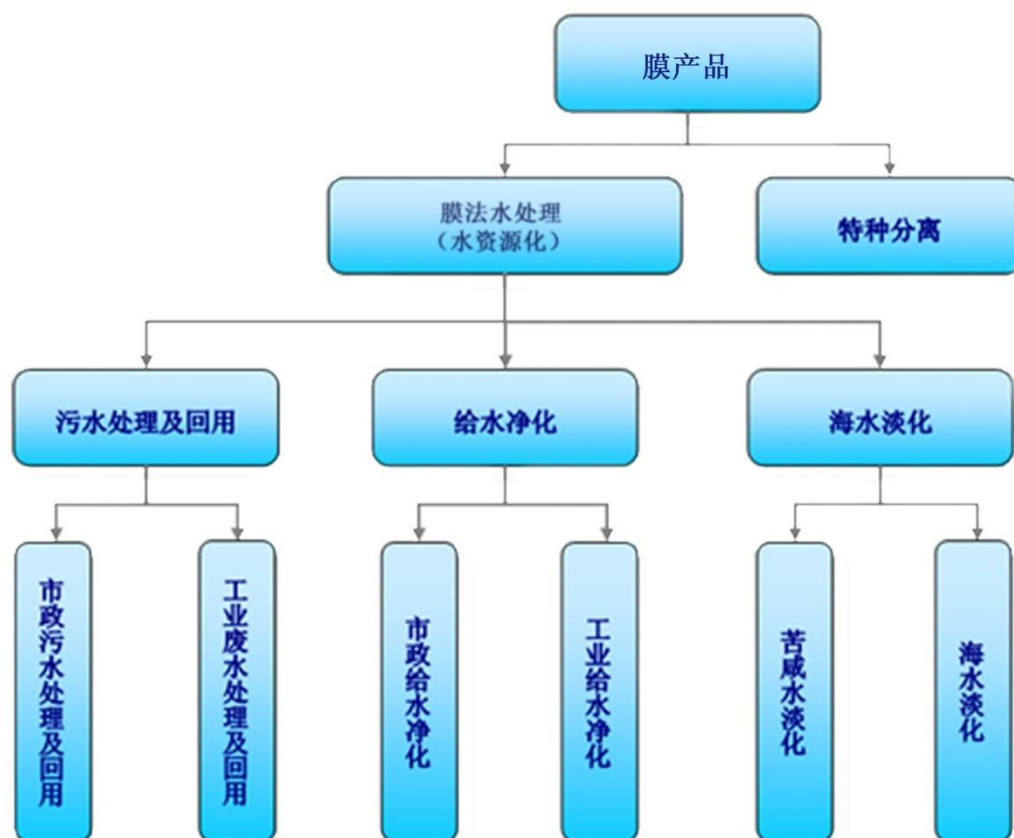 膜产品
膜法水处理
（水资源化）
特种分离
污水处理及回用
给水净化
海水淡化
市政污水处理及回用
工业废水处理及回用
市政给水净化
工业给水净化
苦咸水淡化
海水淡化